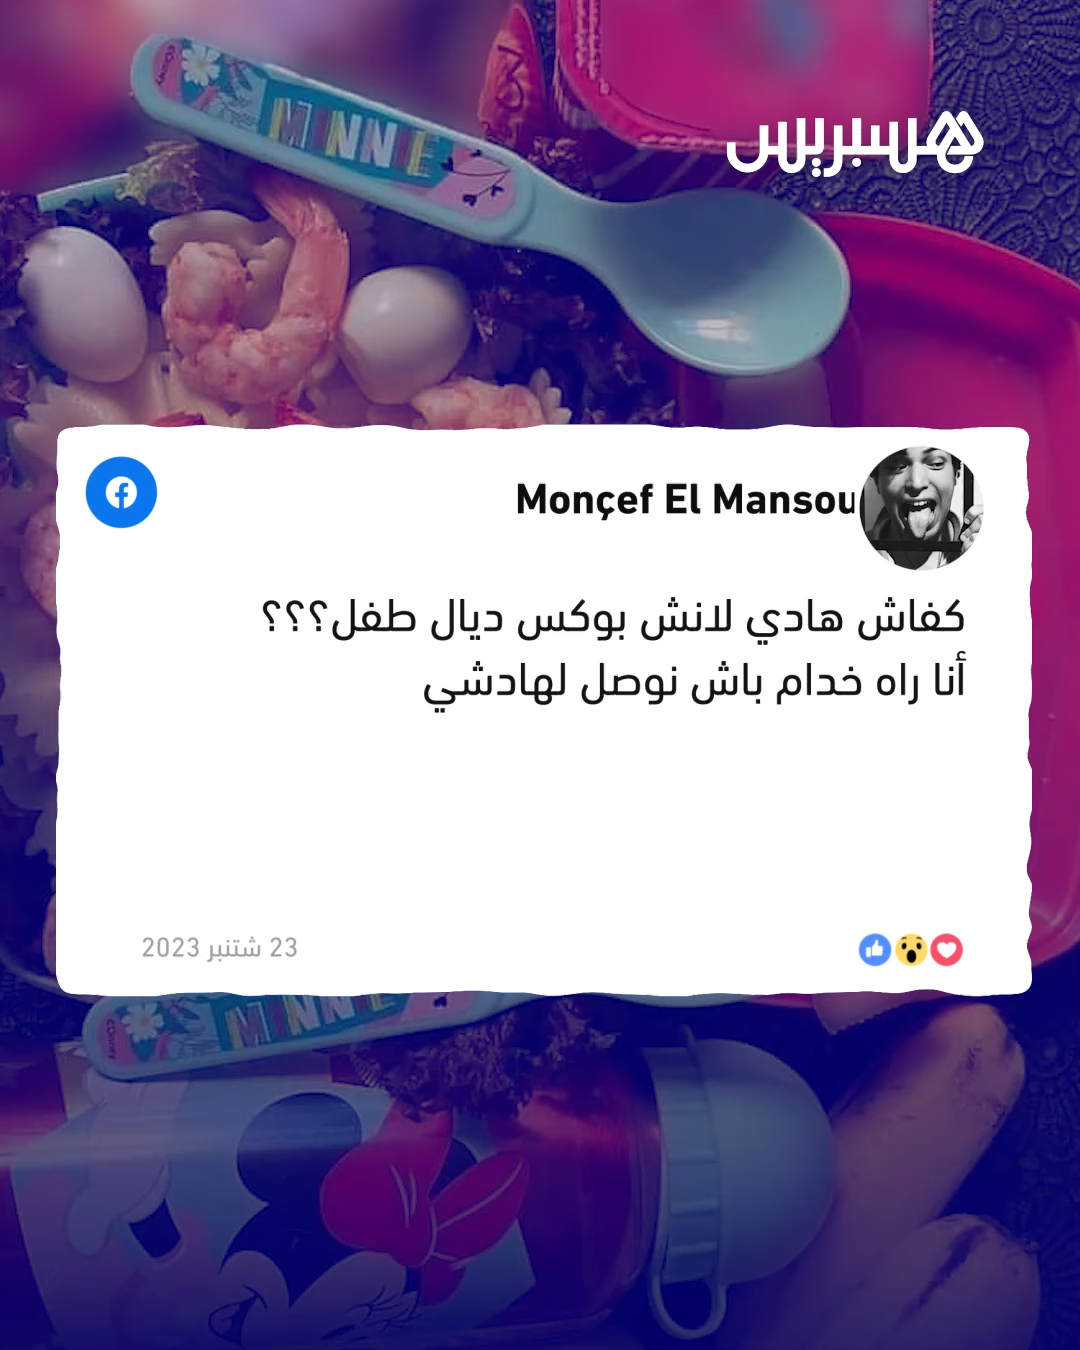 MINNIE
هسبريس
Monçef El Mansou
كفاش هادي لانش بوكس ديال طفل؟؟؟
أنا راه خدام باش نوصل لهادشي
23 شتنبر 2023
MINNIE